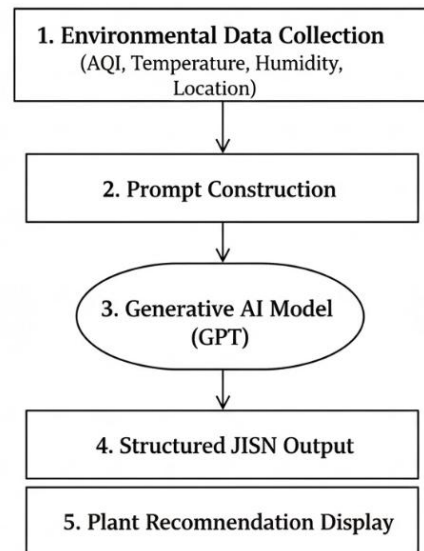 1. Environmental Data Collection
(AQI, Temperature, Humidity,
Location)
2. Prompt Construction
3. Generative AI Model
(GPT)
4. Structured JISN Output
5. Plant Recomnendation Display